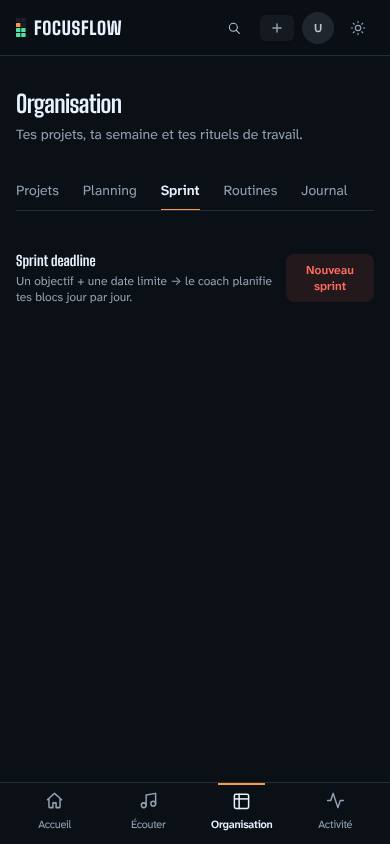 FOCUSFLOW
U
Organisation
Tes projets, ta semaine et tes rituels de travail.
Projets
Planning
Sprint
Routines
Journal
Sprint deadline
Un objectif + une date limite → le coach planifie
tes blocs jour par jour.
Nouveau
sprint
Accueil
Écouter
Organisation
Activité